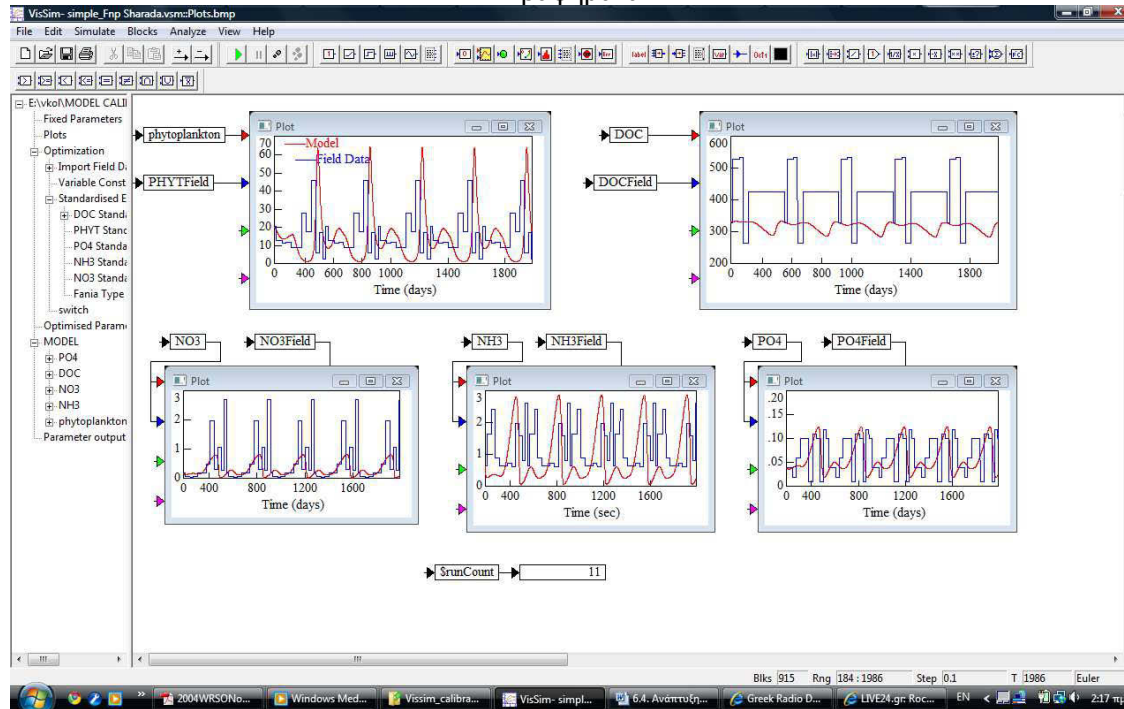 VisSim- simple_Fnp Sharada.vsm::Plots.bmp
File Edit Simulate Blocks Analyze View Help
E:\vkol\MODEL CALI
Fixed Parameters
Plots
Optimization
Import Field D
Variable Const
Standardised E
DOC Standa
PHYT Stanc
PO4 Standa
NH3 Standa
NO3 Standa
Fania Type
switch
Optimised Param
MODEL
PO4
DOC
NO3
NH3
phytoplankton
Parameter output
phytoplankton
PHYTField
Plot
Model
Field Data
70
60
50
40
30
20
10
0
0 400 600 800 1000 1400 1800
Time (days)
DOC
DOCField
Plot
600
400
300
200
0 400 600 800 1000 1400 1800
Time (days)
NO3 NO3Field
Plot
3
2
1
0
0 400 800 1200 1600
Time (days)
NH3 NH3Field
Plot
3
2
1
0
0 400 800 1200 1600
Time (sec)
PO4 PO4Field
Plot
.20
.15
.10
.05
0
0 400 800 1200 1600
Time (days)
$runCount 11
Blks 915 Rng 184 : 1986 Step 0.1 T 1986 Euler
2004WRSONo... Windows Med... Vissim_calibra... VisSim- simpl... 6.4. Ανάπτυξη... Greek Radio D... LIVE24.gr: Roc... EN 2:17 πμ